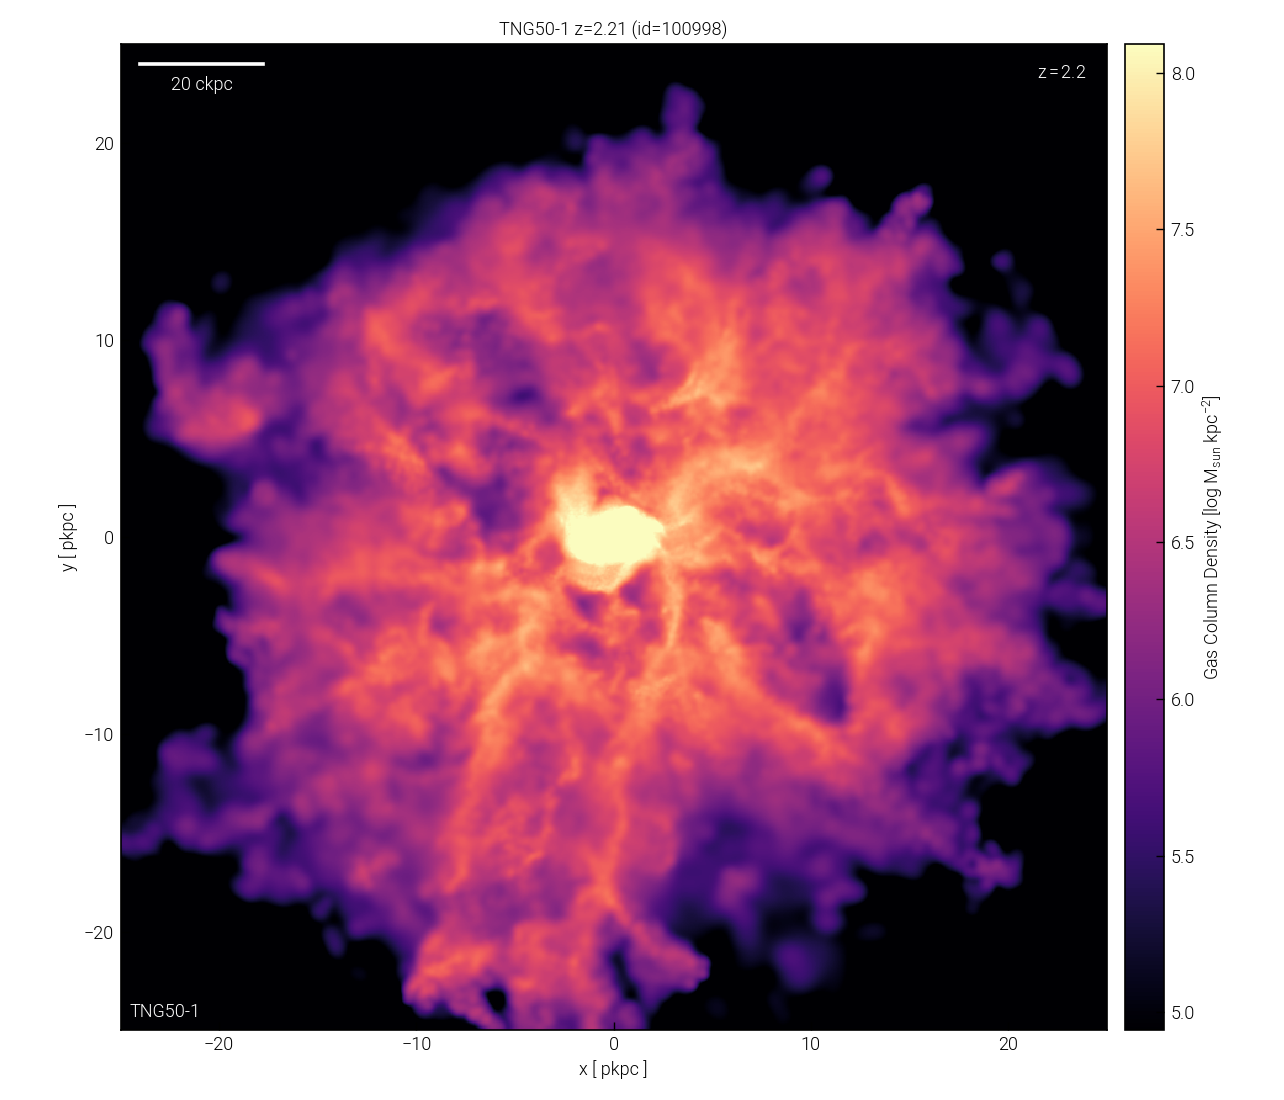 TNG50-1 z=2.21 (id=100998)
20 ckpc
z=2.2
20
10
0
−10
−20
y [ pkpc ]
TNG50-1
−20
−10
0
10
20
x [ pkpc ]
8.0
7.5
7.0
6.5
6.0
5.5
5.0
Gas Column Density [log M_sun kpc^−2]